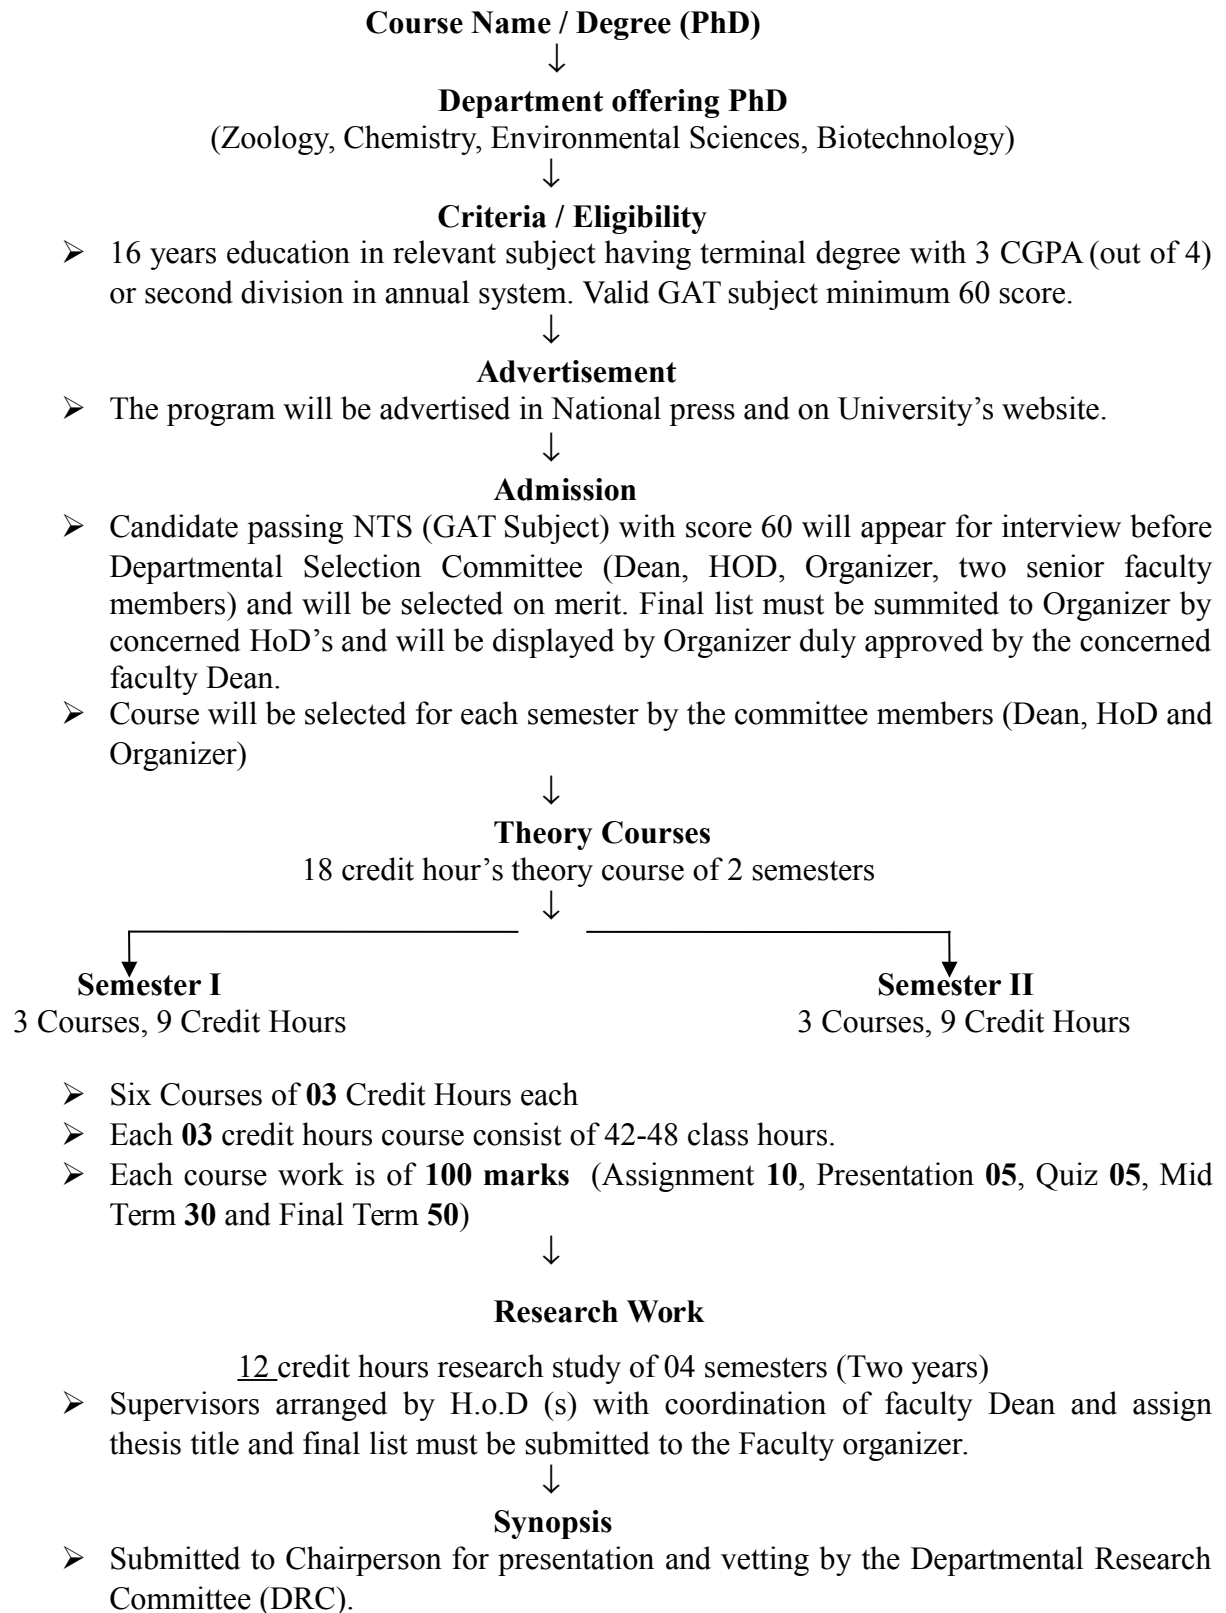 Course Name / Degree (PhD)
↓
Department offering PhD
(Zoology, Chemistry, Environmental Sciences, Biotechnology)
↓
Criteria / Eligibility
➢ 16 years education in relevant subject having terminal degree with 3 CGPA (out of 4)
or second division in annual system. Valid GAT subject minimum 60 score.
↓
Advertisement
➢ The program will be advertised in National press and on University’s website.
↓
Admission
➢ Candidate passing NTS (GAT Subject) with score 60 will appear for interview before
Departmental Selection Committee (Dean, HOD, Organizer, two senior faculty
members) and will be selected on merit. Final list must be summited to Organizer by
concerned HoD’s and will be displayed by Organizer duly approved by the concerned
faculty Dean.
➢ Course will be selected for each semester by the committee members (Dean, HoD and
Organizer)
↓
Theory Courses
18 credit hour’s theory course of 2 semesters
↓
Semester I
3 Courses, 9 Credit Hours
Semester II
3 Courses, 9 Credit Hours
➢ Six Courses of 03 Credit Hours each
➢ Each 03 credit hours course consist of 42-48 class hours.
➢ Each course work is of 100 marks (Assignment 10, Presentation 05, Quiz 05, Mid
Term 30 and Final Term 50)
↓
Research Work
12 credit hours research study of 04 semesters (Two years)
➢ Supervisors arranged by H.o.D (s) with coordination of faculty Dean and assign
thesis title and final list must be submitted to the Faculty organizer.
↓
Synopsis
➢ Submitted to Chairperson for presentation and vetting by the Departmental Research
Committee (DRC).